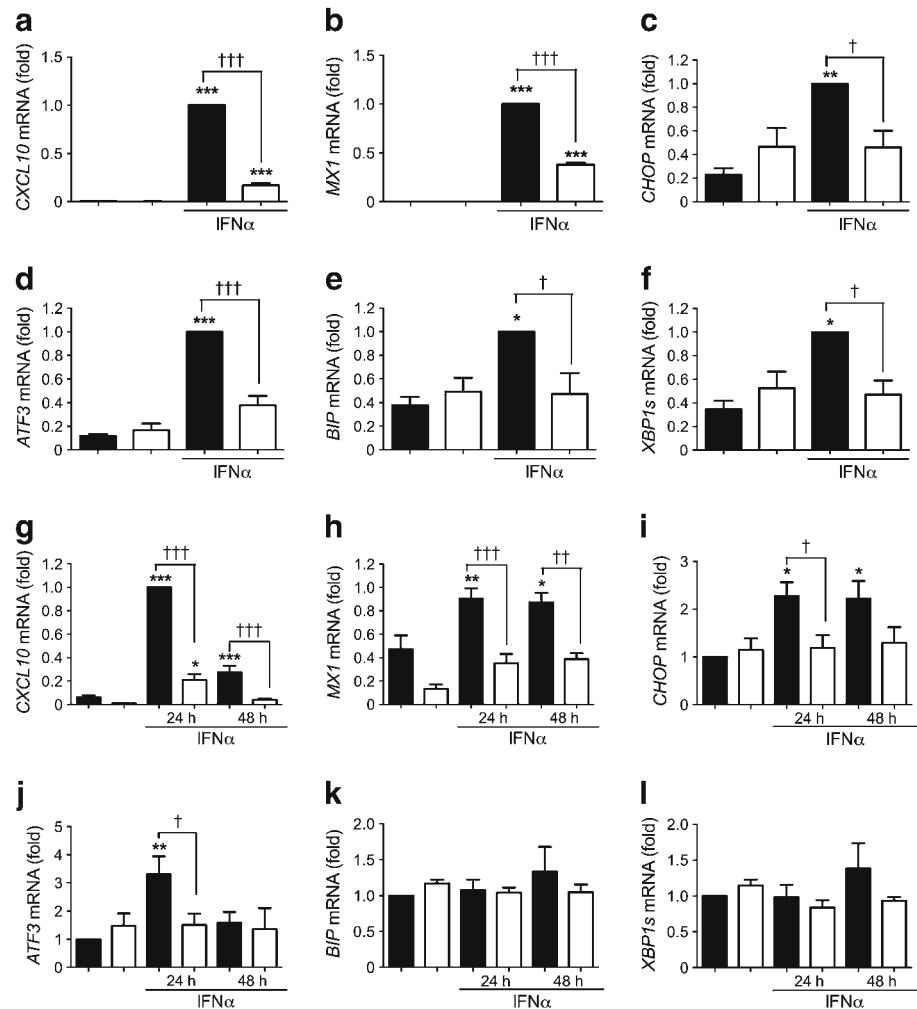 a
CXCL10 mRNA (fold)
1.5
1.0
0.5
0
†††
***
***
IFNα
b
MX1 mRNA (fold)
1.5
1.0
0.5
0
†††
***
***
IFNα
c
CHOP mRNA (fold)
1.2
1.0
0.8
0.6
0.4
0.2
0
†
**
IFNα
d
ATF3 mRNA (fold)
1.2
1.0
0.8
0.6
0.4
0.2
0
†††
***
IFNα
e
BIP mRNA (fold)
1.2
1.0
0.8
0.6
0.4
0.2
0
†
*
IFNα
f
XBP1s mRNA (fold)
1.2
1.0
0.8
0.6
0.4
0.2
0
†
*
IFNα
g
CXCL10 mRNA (fold)
1.2
1.0
0.8
0.6
0.4
0.2
0
†††
***
*
†††
***
24 h 48 h
IFNα
h
MX1 mRNA (fold)
1.2
1.0
0.8
0.6
0.4
0.2
0
†††
**
††
*
24 h 48 h
IFNα
i
CHOP mRNA (fold)
3
2
1
0
†
*
*
24 h 48 h
IFNα
j
ATF3 mRNA (fold)
5
4
3
2
1
0
†
**
24 h 48 h
IFNα
k
BIP mRNA (fold)
2.0
1.5
1.0
0.5
0
24 h 48 h
IFNα
l
XBP1s mRNA (fold)
2.0
1.5
1.0
0.5
0
24 h 48 h
IFNα